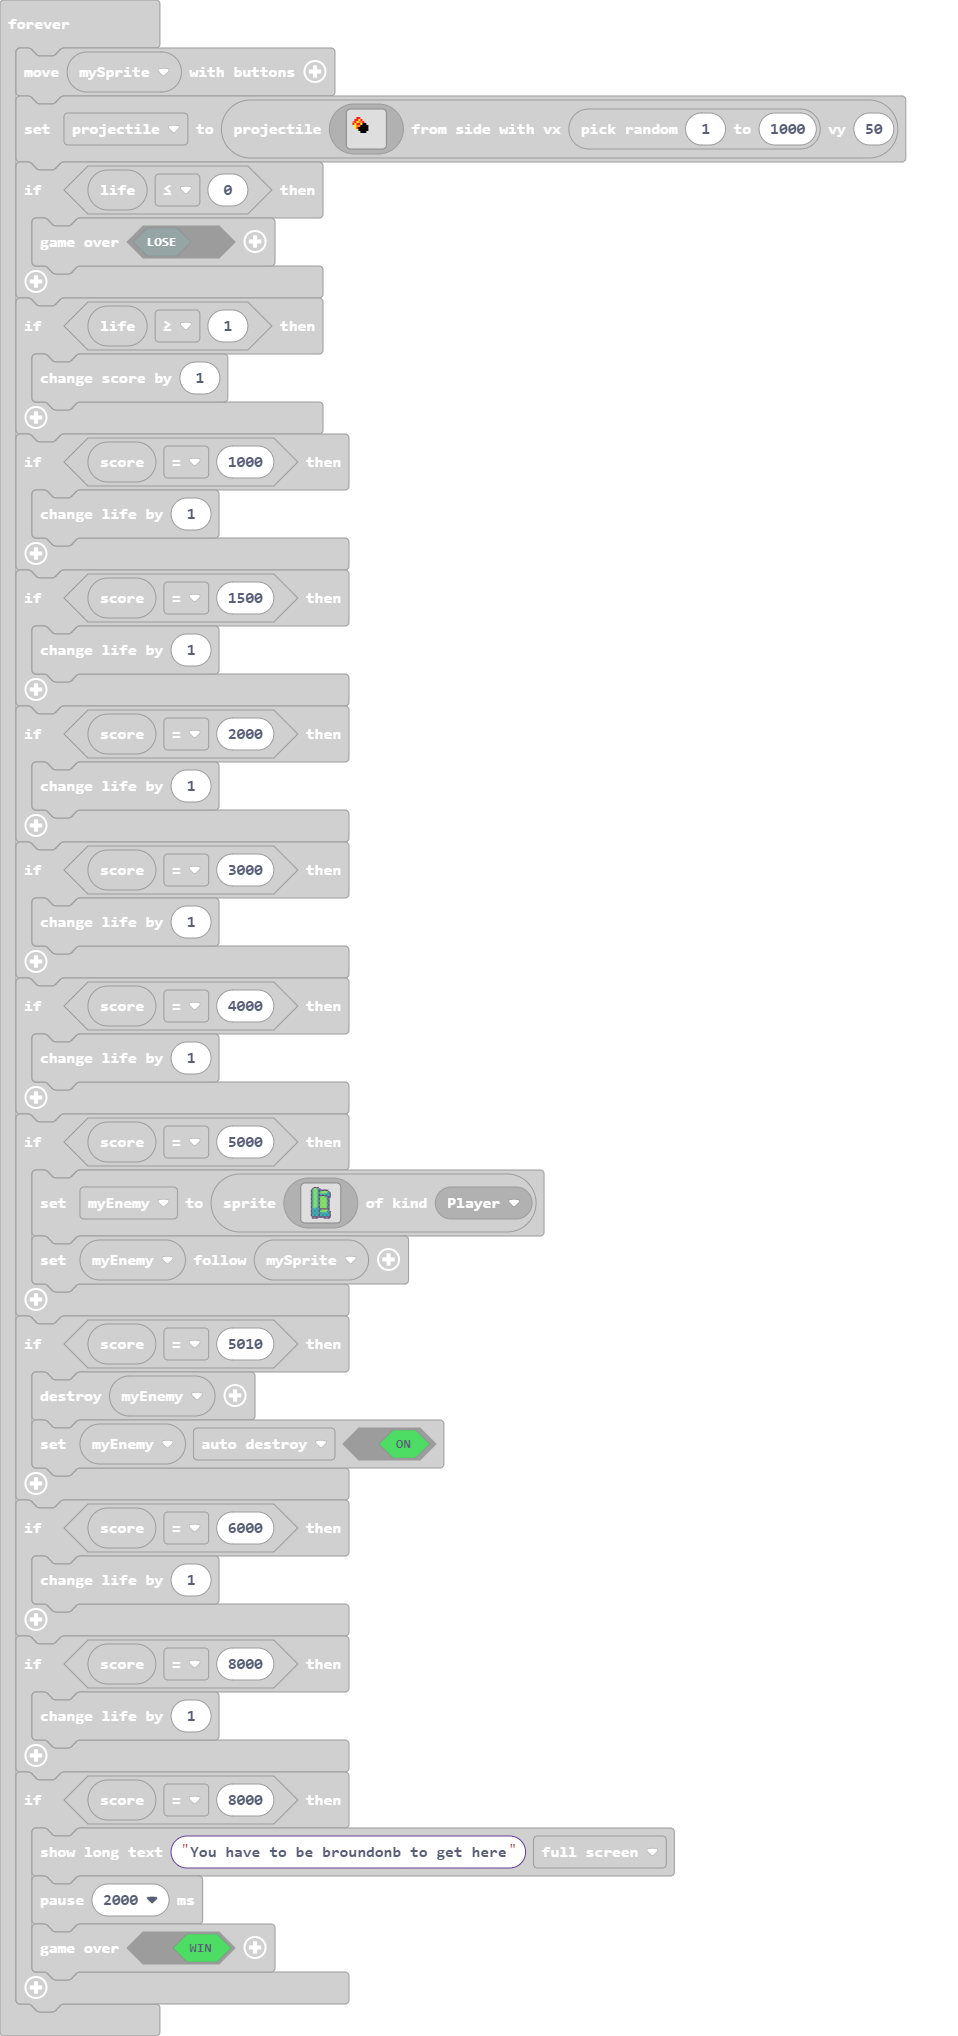 forever
move mySprite with buttons
set projectile to projectile from side with vx pick random 1 to 1000 vy 50
if life ≤ 0 then
game over LOSE
if life ≥ 1 then
change score by 1
if score = 1000 then
change life by 1
if score = 1500 then
change life by 1
if score = 2000 then
change life by 1
if score = 3000 then
change life by 1
if score = 4000 then
change life by 1
if score = 5000 then
set myEnemy to sprite of kind Player
set myEnemy follow mySprite
if score = 5010 then
destroy myEnemy
set myEnemy auto destroy ON
if score = 6000 then
change life by 1
if score = 8000 then
change life by 1
if score = 8000 then
show long text "You have to be broundonb to get here" full screen
pause 2000 ms
game over WIN